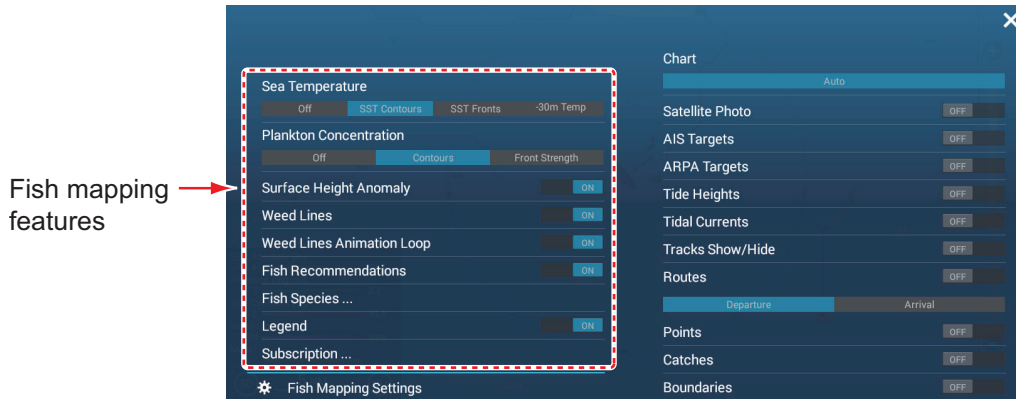 Fish mapping
features
Sea Temperature
Off SST Contours SST Fronts -30m Temp
Plankton Concentration
Off Contours Front Strength
Surface Height Anomaly ON
Weed Lines ON
Weed Lines Animation Loop ON
Fish Recommendations ON
Fish Species ...
Legend ON
Subscription ...
Fish Mapping Settings
Chart
Auto
Satellite Photo OFF
AIS Targets OFF
ARPA Targets OFF
Tide Heights OFF
Tidal Currents OFF
Tracks Show/Hide OFF
Routes OFF
Departure Arrival
Points OFF
Catches OFF
Boundaries OFF